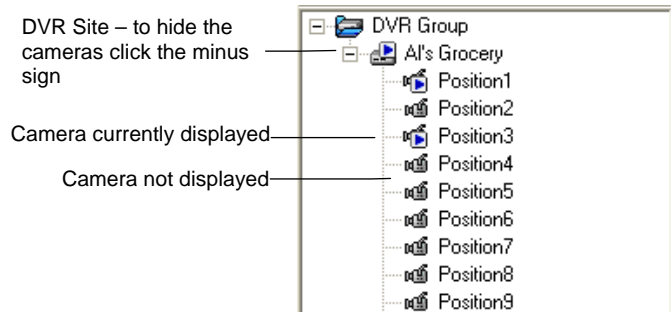 DVR Site – to hide the
cameras click the minus
sign
Camera currently displayed
Camera not displayed
DVR Group
Al's Grocery
Position1
Position2
Position3
Position4
Position5
Position6
Position7
Position8
Position9